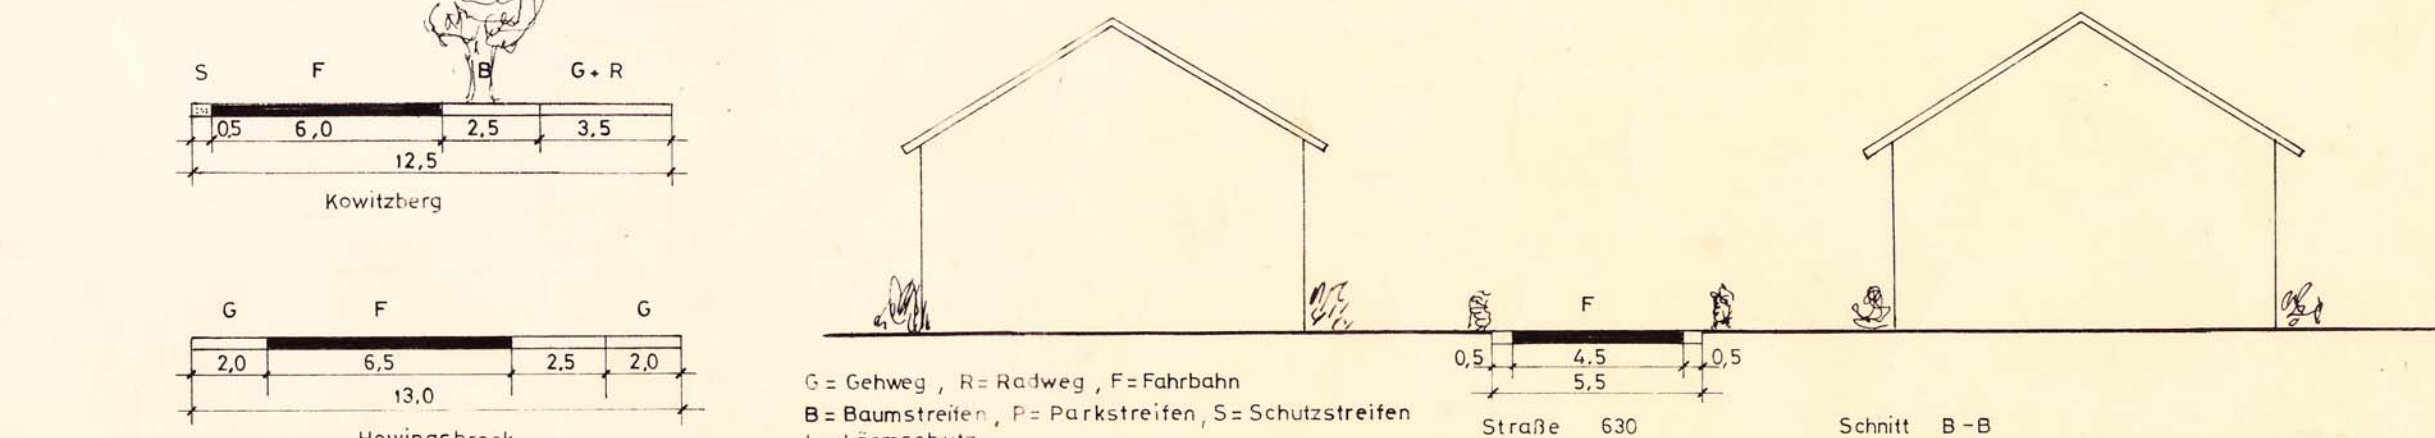 S F B G+R
0,5 6,0 2,5 3,5
12,5
Kowitzberg
G F G
2,0 6,5 2,5 2,0
13,0
G = Gehweg , R = Radweg , F = Fahrbahn
B = Baumstreifen , P = Parkstreifen , S = Schutzstreifen
F
0,5 4.5 0,5
5,5
Straße 630
Schnitt B-B